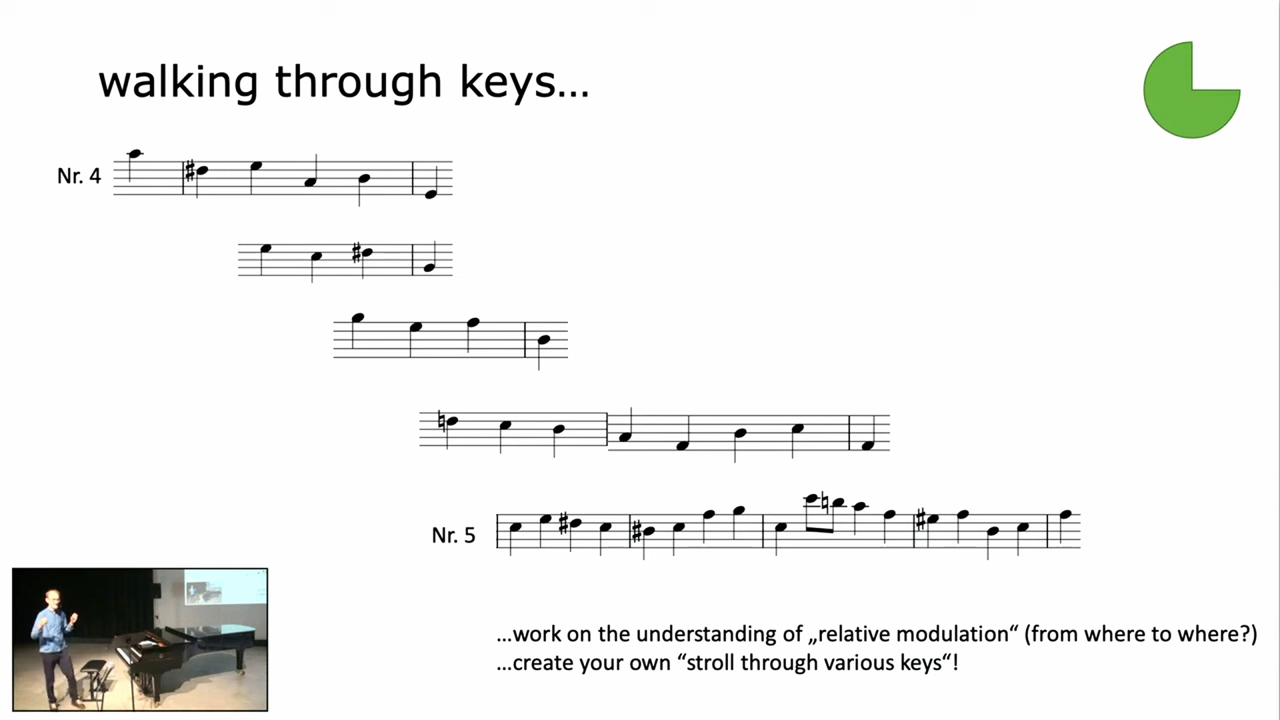 walking through keys...
Nr. 4
Nr. 5
...work on the understanding of „relative modulation“ (from where to where?)
...create your own “stroll through various keys“!